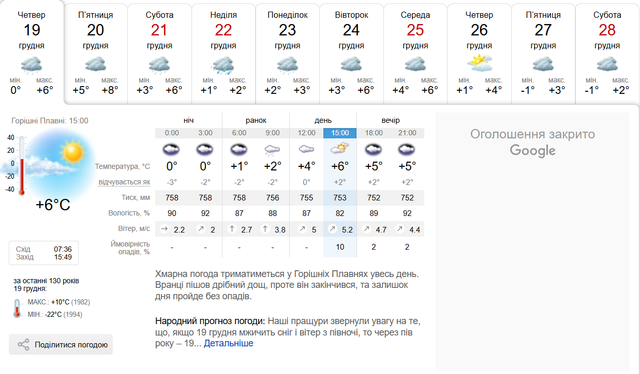 Четвер П'ятниця Субота Неділя Понеділок Вівторок Середа Четвер П'ятниця Субота
19 20 21 22 23 24 25 26 27 28
грудня грудня грудня грудня грудня грудня грудня грудня грудня грудня
мін. макс. мін. макс. мін. макс. мін. макс. мін. макс. мін. макс. мін. макс. мін. макс. мін. макс. мін. макс.
0° +6° +5° +8° +3° +6° +1° +2° +2° +3° +3° +6° +4° +6° +1° +4° -1° +3° -1° +2°
Горішні Плавні: 15:00
ніч ранок день вечір
0:00 3:00 6:00 9:00 12:00 15:00 18:00 21:00
40
20
0
-20
-40
+6°C
Температура, °C 0° 0° +1° +2° +4° +6° +5° +5°
відчувається як -3° -2° -2° -2° 0° +2° +2° +2°
Тиск, мм 758 758 758 756 755 753 752 752
Вологість, % 90 92 87 88 87 82 89 92
Вітер, м/с 2.2 2 2.7 3.8 5 5.2 4.7 4.4
Ймовірність опадів, % - - - - - 10 2 2
Схід 07:36
Захід 15:49
за останні 130 років
19 грудня:
МАКС.: +10°C (1982)
МІН.: -22°C (1994)
Поділитися погодою
Хмарна погода триматиметься у Горішніх Плавнях увесь день.
Вранці пішов дрібний дощ, проте він закінчився, та залишок
дня пройде без опадів.
Народний прогноз погоди: Наші пращури звернули увагу на те,
що, якщо 19 грудня мжичить сніг і вітер з півночі, то через пів
року – 19... Детальніше
Оголошення закрито
Google